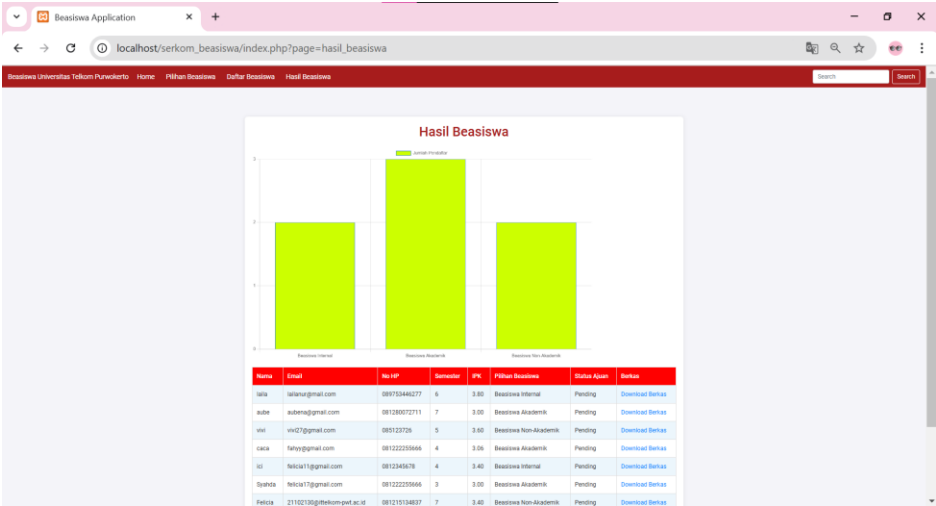 Beasiswa Application
localhost/serkom_beasiswa/index.php?page=hasil_beasiswa
Beasiswa Universitas Telkom Purwokerto Home Pilihan Beasiswa Daftar Beasiswa Hasil Beasiswa Search Search
Hasil Beasiswa
Jumlah Pendaftar
3
2
1
0
Beasiswa Internal Beasiswa Akademik Beasiswa Non Akademik
Nama Email No HP Semester IPK Pilihan Beasiswa Status Ajuan Berkas
laila lailanur@mail.com 089753446277 6 3.80 Beasiswa Internal Pending Download Berkas
aube aubena@gmail.com 081280072711 7 3.00 Beasiswa Akademik Pending Download Berkas
vivi vivi27@gmail.com 085123726 5 3.60 Beasiswa Non-Akademik Pending Download Berkas
caca fahyy@gmail.com 081222255666 4 3.06 Beasiswa Akademik Pending Download Berkas
ici felicia11@gmail.com 0812345678 4 3.40 Beasiswa Internal Pending Download Berkas
Syahda felicia17@gmail.com 081222255666 3 3.00 Beasiswa Akademik Pending Download Berkas
Felicia 21102130@ittelkom-pwt.ac.id 081215134837 7 3.40 Beasiswa Non-Akademik Pending Download Berkas